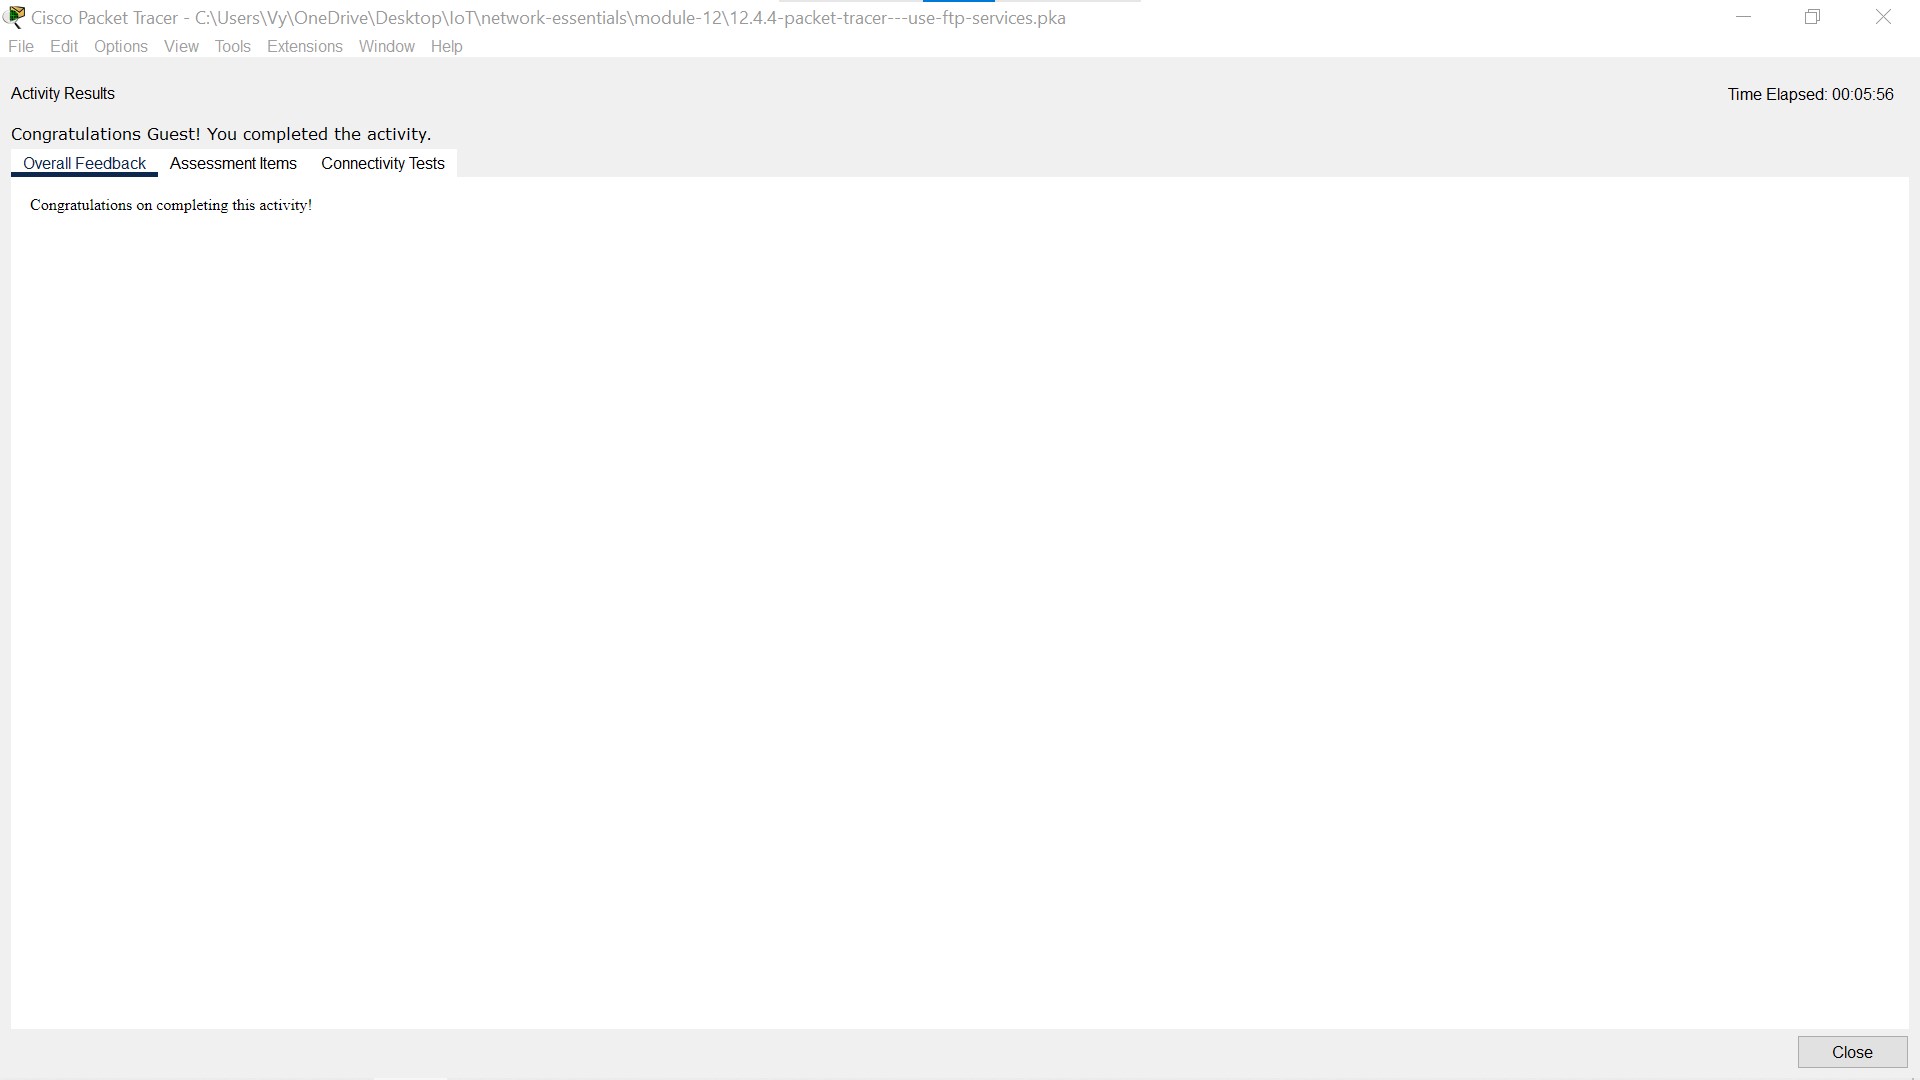 Cisco Packet Tracer - C:\Users\Vy\OneDrive\Desktop\IoT\network-essentials\module-12\12.4.4-packet-tracer---use-ftp-services.pka
File Edit Options View Tools Extensions Window Help
Activity Results
Time Elapsed: 00:05:56
Congratulations Guest! You completed the activity.
Overall Feedback Assessment Items Connectivity Tests
Congratulations on completing this activity!
Close